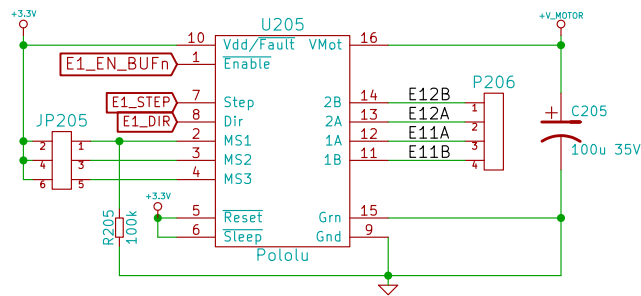 +3.3V
U205
+V_MOTOR
10 Vdd/Fault VMot 16
E1_EN_BUFn 1 Enable
P206
E1_STEP 7 Step 2B 14 E12B 1
E1_DIR 8 Dir 2A 13 E12A 2
C205
JP205
2 1 2 MS1 1A 12 E11A 3
100u 35V
4 3 3 MS2 1B 11 E11B 4
6 5 4 MS3
+3.3V
R205
100k
5 Reset Grn 15
6 Sleep Gnd 9
Pololu